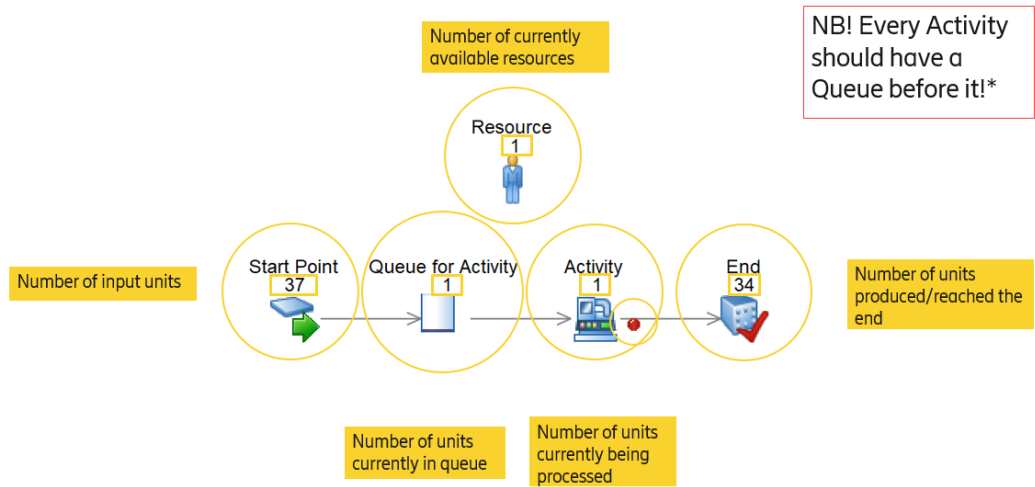 Number of currently
available resources
NB! Every Activity
should have a
Queue before it!*
Resource
1
Number of input units
Start Point
37
Queue for Activity
1
Activity
1
End
34
Number of units
produced/reached the
end
Number of units
currently in queue
Number of units
currently being
processed